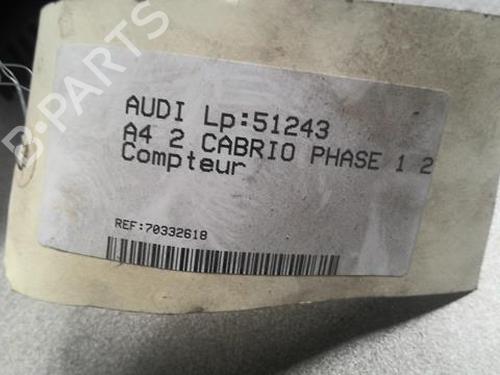 AUDI Lp:51243
A4 2 CABRIO PHASE 1 2
Compteur
REF:70332618
B-PARTS